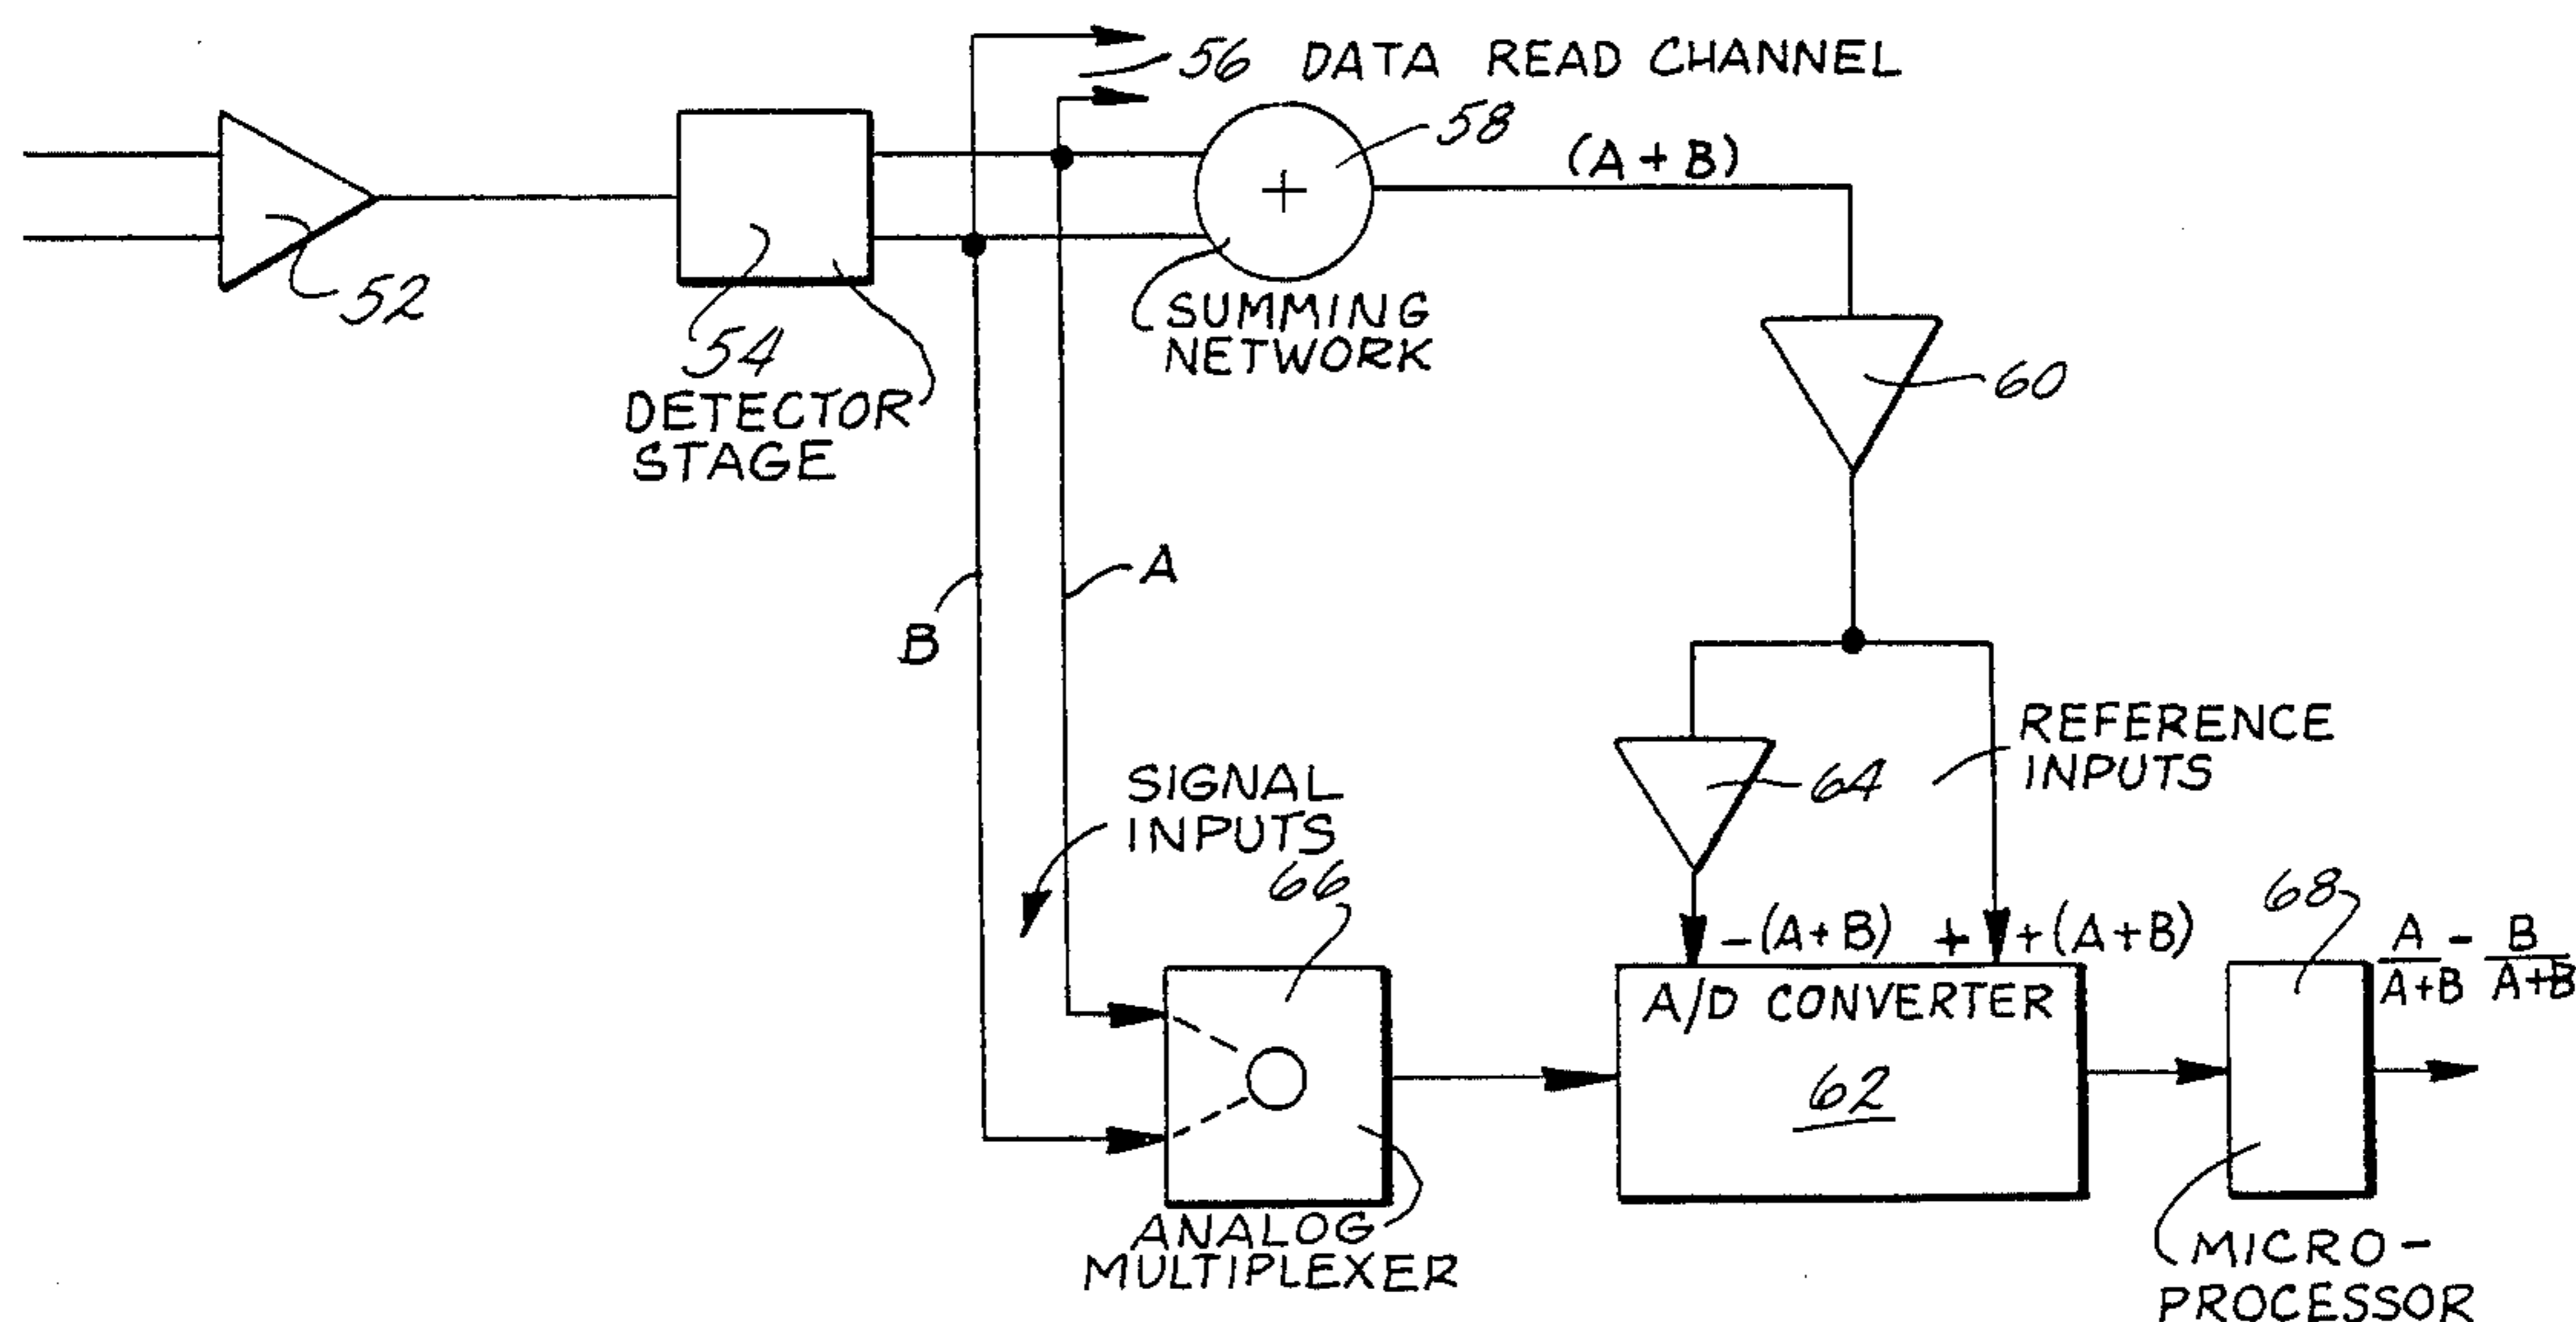 56 DATA READ CHANNEL
58
(A + B)
+
52
SUMMING
NETWORK
54
DETECTOR
STAGE
60
A
B
REFERENCE
INPUTS
SIGNAL
INPUTS
64
66
68
-(A+B) + +(A+B)
A/D CONVERTER
62
A/A+B - B/A+B
ANALOG
MULTIPLEXER
MICRO-
PROCESSOR